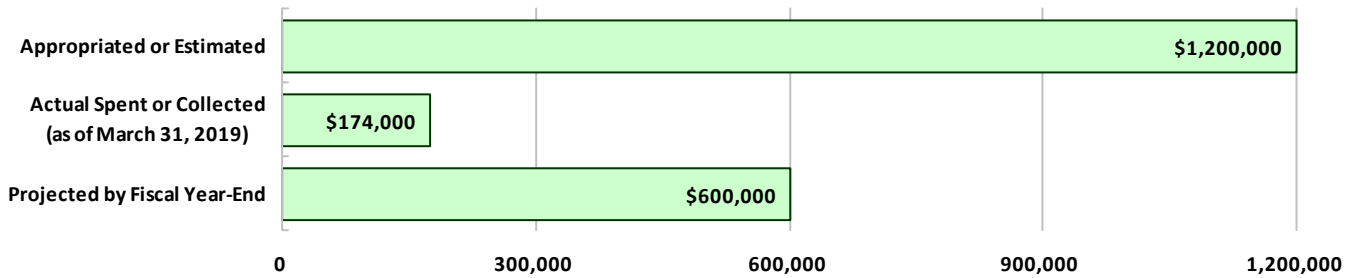 Appropriated or Estimated
$1,200,000
Actual Spent or Collected
(as of March 31, 2019)
$174,000
Projected by Fiscal Year-End
$600,000
0
300,000
600,000
900,000
1,200,000